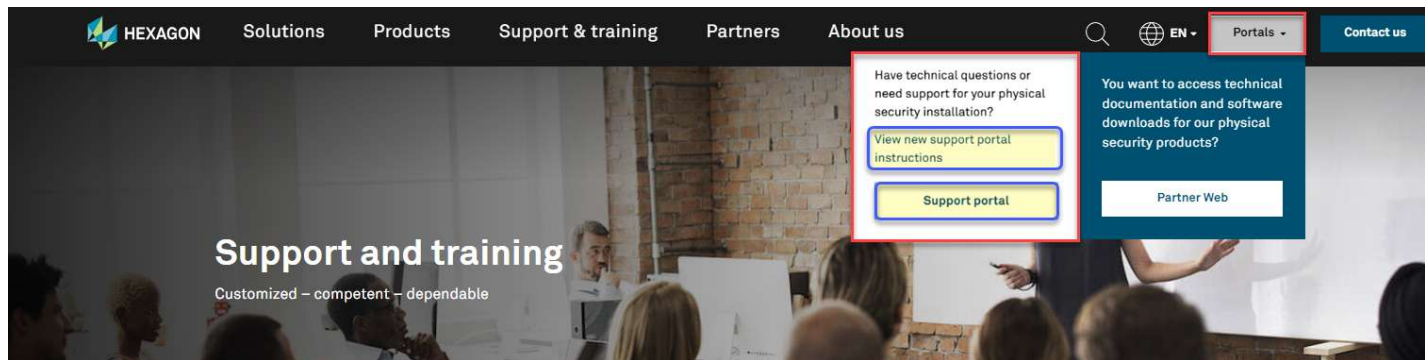 HEXAGON
Solutions
Products
Support & training
Partners
About us
EN
Portals
Contact us
Have technical questions or
need support for your physical
security installation?
View new support portal
instructions
Support portal
You want to access technical
documentation and software
downloads for our physical
security products?
Partner Web
Support and training
Customized – competent – dependable